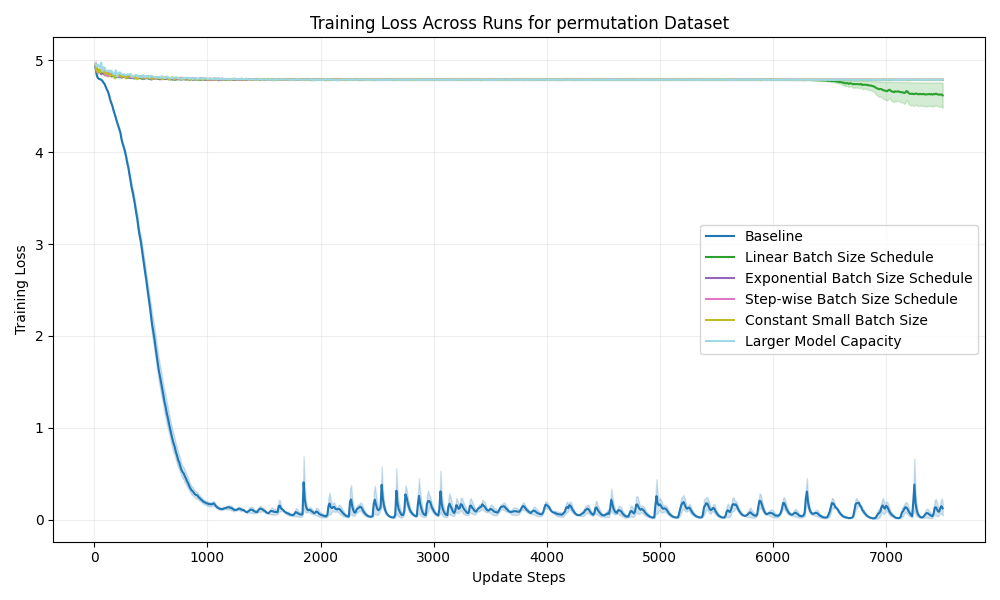 Training Loss Across Runs for permutation Dataset
Training Loss
5
4
3
2
1
0
Baseline
Linear Batch Size Schedule
Exponential Batch Size Schedule
Step-wise Batch Size Schedule
Constant Small Batch Size
Larger Model Capacity
0 1000 2000 3000 4000 5000 6000 7000
Update Steps